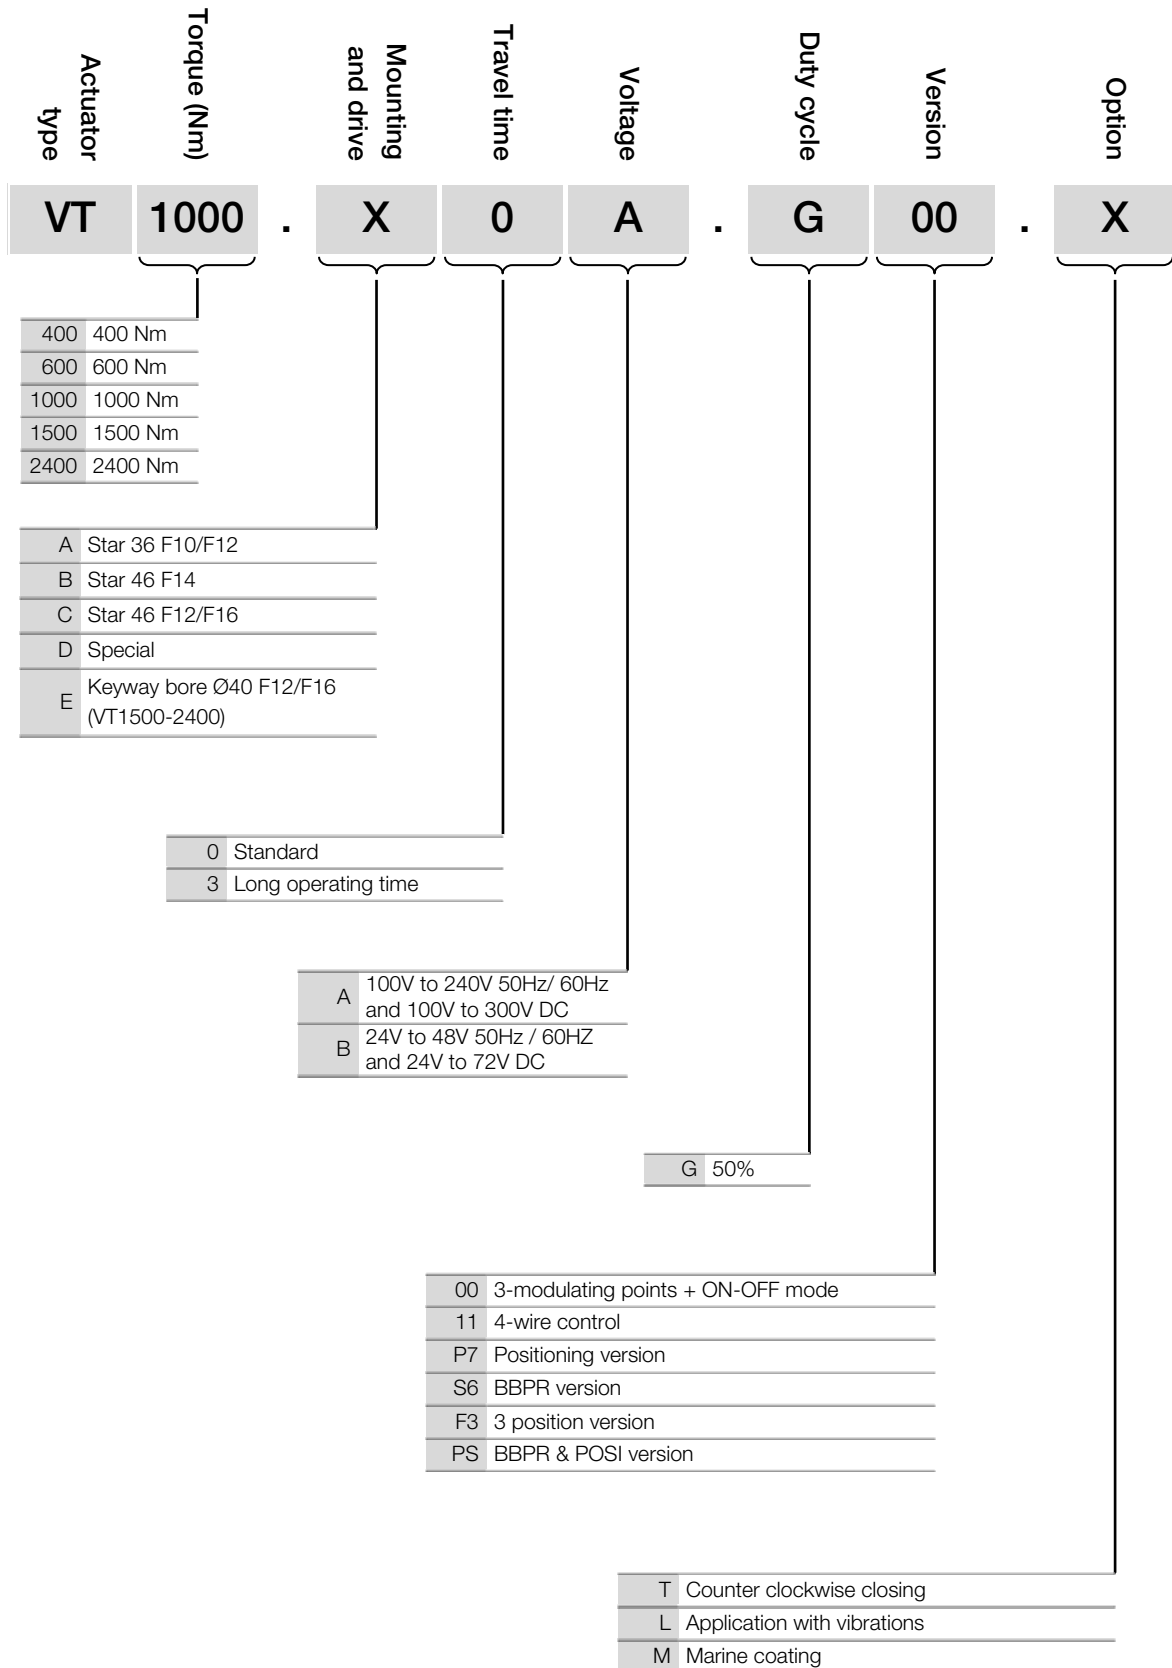 Actuator
type
Torque (Nm)
Mounting
and drive
Travel time
Voltage
Duty cycle
Version
Option
VT 1000 . X 0 A . G 00 . X
400 400 Nm
600 600 Nm
1000 1000 Nm
1500 1500 Nm
2400 2400 Nm
A Star 36 F10/F12
B Star 46 F14
C Star 46 F12/F16
D Special
E Keyway bore Ø40 F12/F16
(VT1500-2400)
0 Standard
3 Long operating time
A 100V to 240V 50Hz/ 60Hz
and 100V to 300V DC
B 24V to 48V 50Hz / 60HZ
and 24V to 72V DC
G 50%
00 3-modulating points + ON-OFF mode
11 4-wire control
P7 Positioning version
S6 BBPR version
F3 3 position version
PS BBPR & POSI version
T Counter clockwise closing
L Application with vibrations
M Marine coating